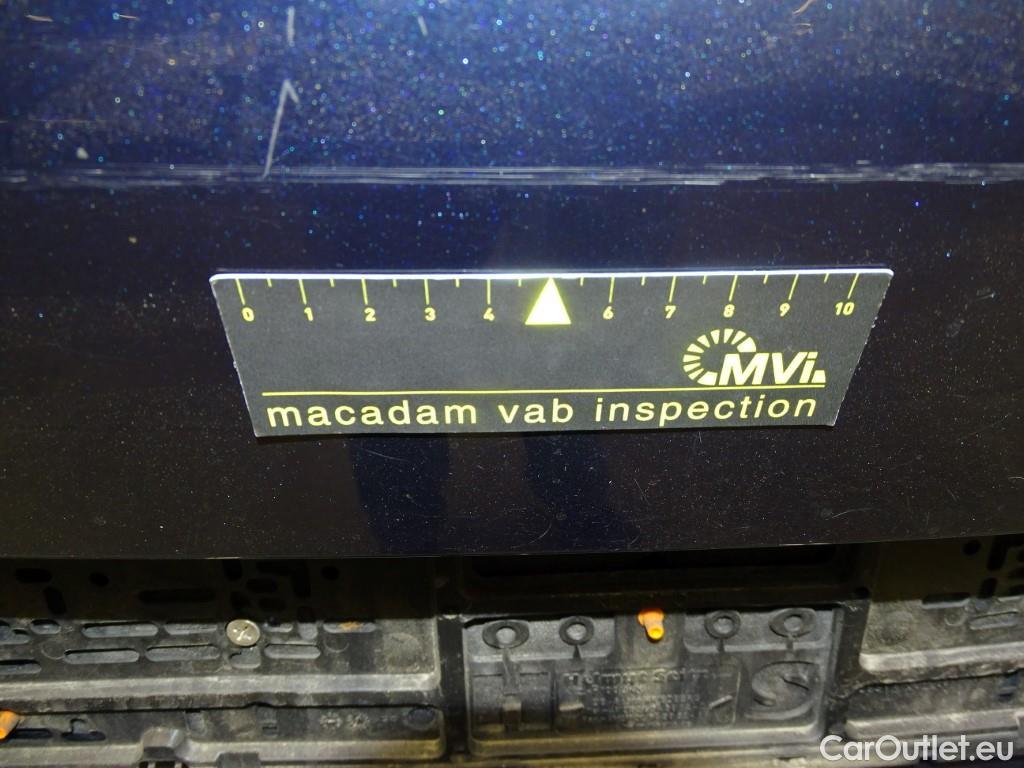 0 1 2 3 4 6 7 8 9 10
MVi
macadam vab inspection
S
CarOutlet.eu